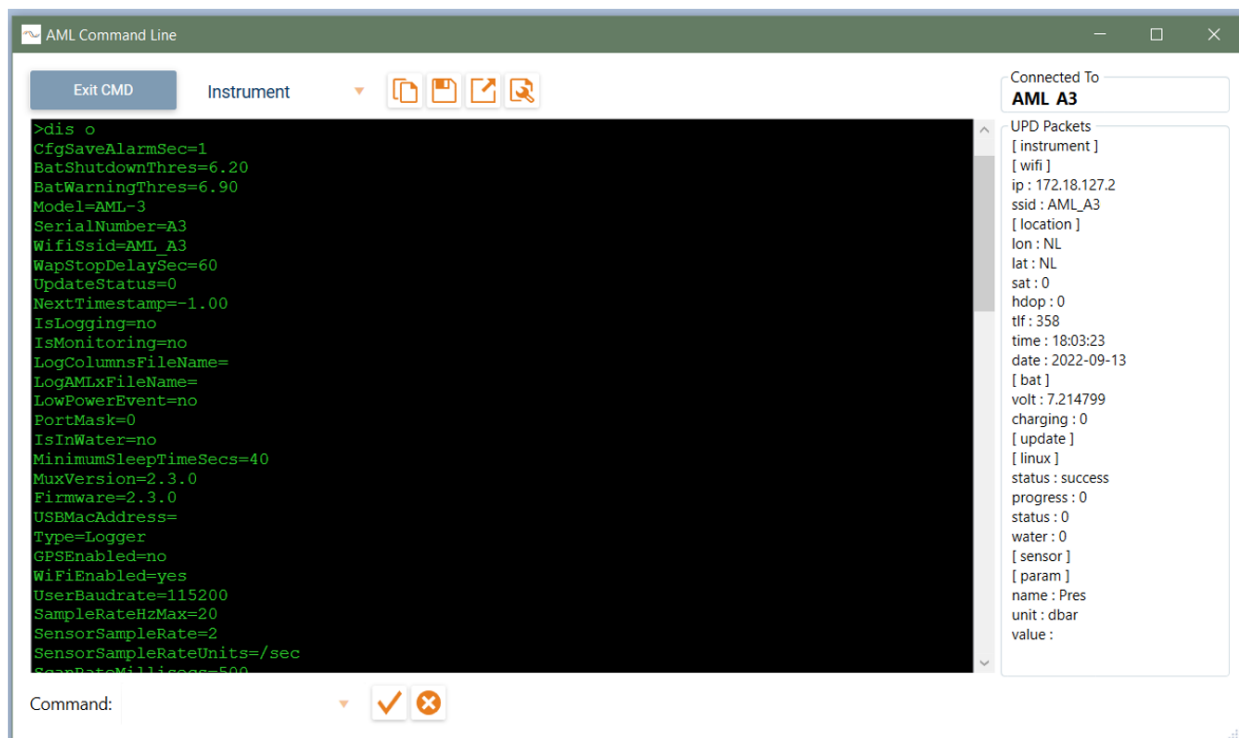 AML Command Line
Exit CMD
Instrument
>dis o
CfgSaveAlarmSec=1
BatShutdownThres=6.20
BatWarningThres=6.90
Model=AML-3
SerialNumber=A3
WifiSsid=AML_A3
WapStopDelaySec=60
UpdateStatus=0
NextTimestamp=-1.00
IsLogging=no
IsMonitoring=no
LogColumnsFileName=
LogAMLxFileName=
LowPowerEvent=no
PortMask=0
IsInWater=no
MinimumSleepTimeSecs=40
MuxVersion=2.3.0
Firmware=2.3.0
USBMacAddress=
Type=Logger
GPSEnabled=no
WiFiEnabled=yes
UserBaudrate=115200
SampleRateHzMax=20
SensorSampleRate=2
SensorSampleRateUnits=/sec
ScanRateMillisecs=500
Command:
Connected To
AML A3
UPD Packets
[ instrument ]
[ wifi ]
ip : 172.18.127.2
ssid : AML_A3
[ location ]
lon : NL
lat : NL
sat : 0
hdop : 0
tlf : 358
time : 18:03:23
date : 2022-09-13
[ bat ]
volt : 7.214799
charging : 0
[ update ]
[ linux ]
status : success
progress : 0
status : 0
water : 0
[ sensor ]
[ param ]
name : Pres
unit : dbar
value :